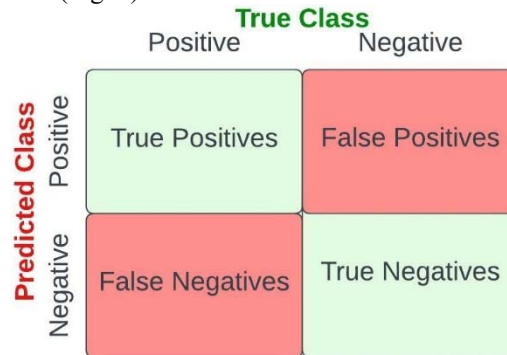 True Class
Positive Negative
Predicted Class
Positive
True Positives
False Positives
Negative
False Negatives
True Negatives